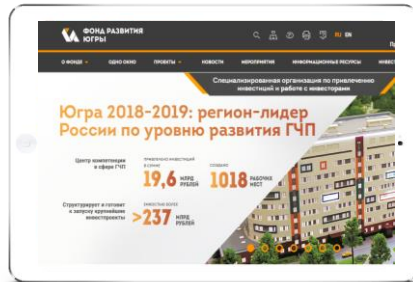 ФОНД РАЗВИТИЯ
ЮГРЫ
RU EN
О ФОНДЕ
ОДНО ОКНО
ПРОЕКТЫ
НОВОСТИ
МЕРОПРИЯТИЯ
ИНФОРМАЦИОННЫЕ РЕСУРСЫ
Специализированная организация по привлечению
инвестиций и работе с инвесторами
Югра 2018-2019: регион-лидер
России по уровню развития ГЧП
Центр компетенции
в сфере ГЧП
ПРИВЛЕЧЕНО ИНВЕСТИЦИЙ
19,6 МЛРД
РУБЛЕЙ
1018 РАБОЧИХ
МЕСТ
Структурирует и готовит
к запуску крупнейшие
инвестпроекты
>237 МЛРД
РУБЛЕЙ